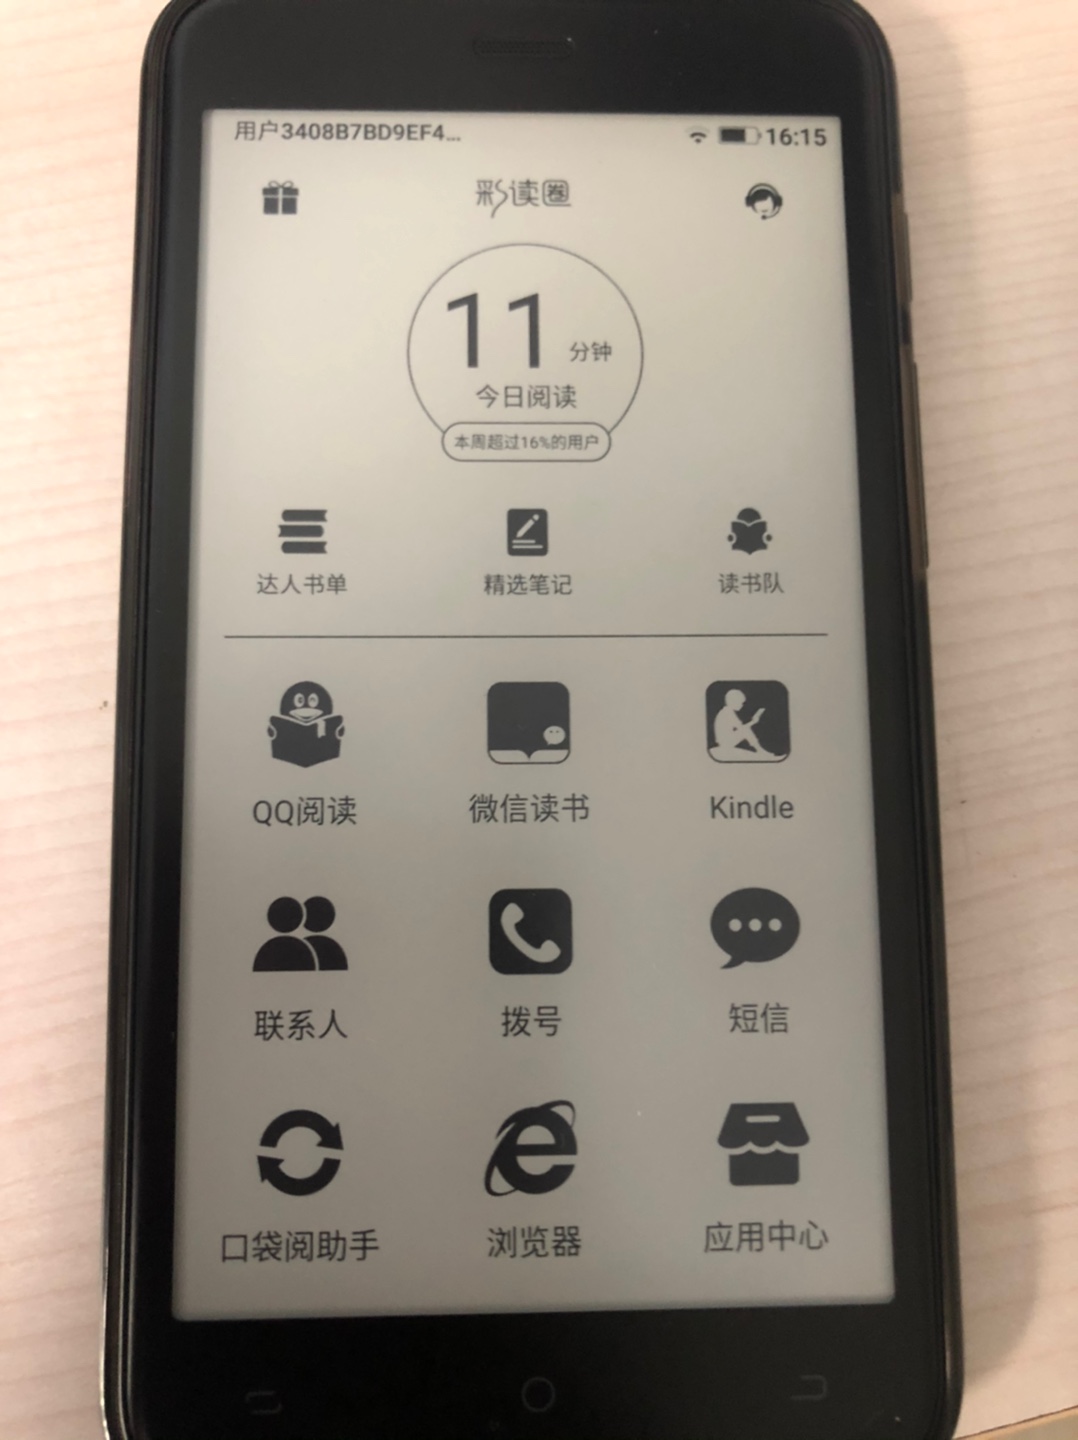 用户3408B7BD9EF4...
16:15
彩读圈
11 分钟
今日阅读
本周超过16%的用户
达人书单 精选笔记 读书队
QQ阅读 微信读书 Kindle
联系人 拨号 短信
口袋阅助手 浏览器 应用中心